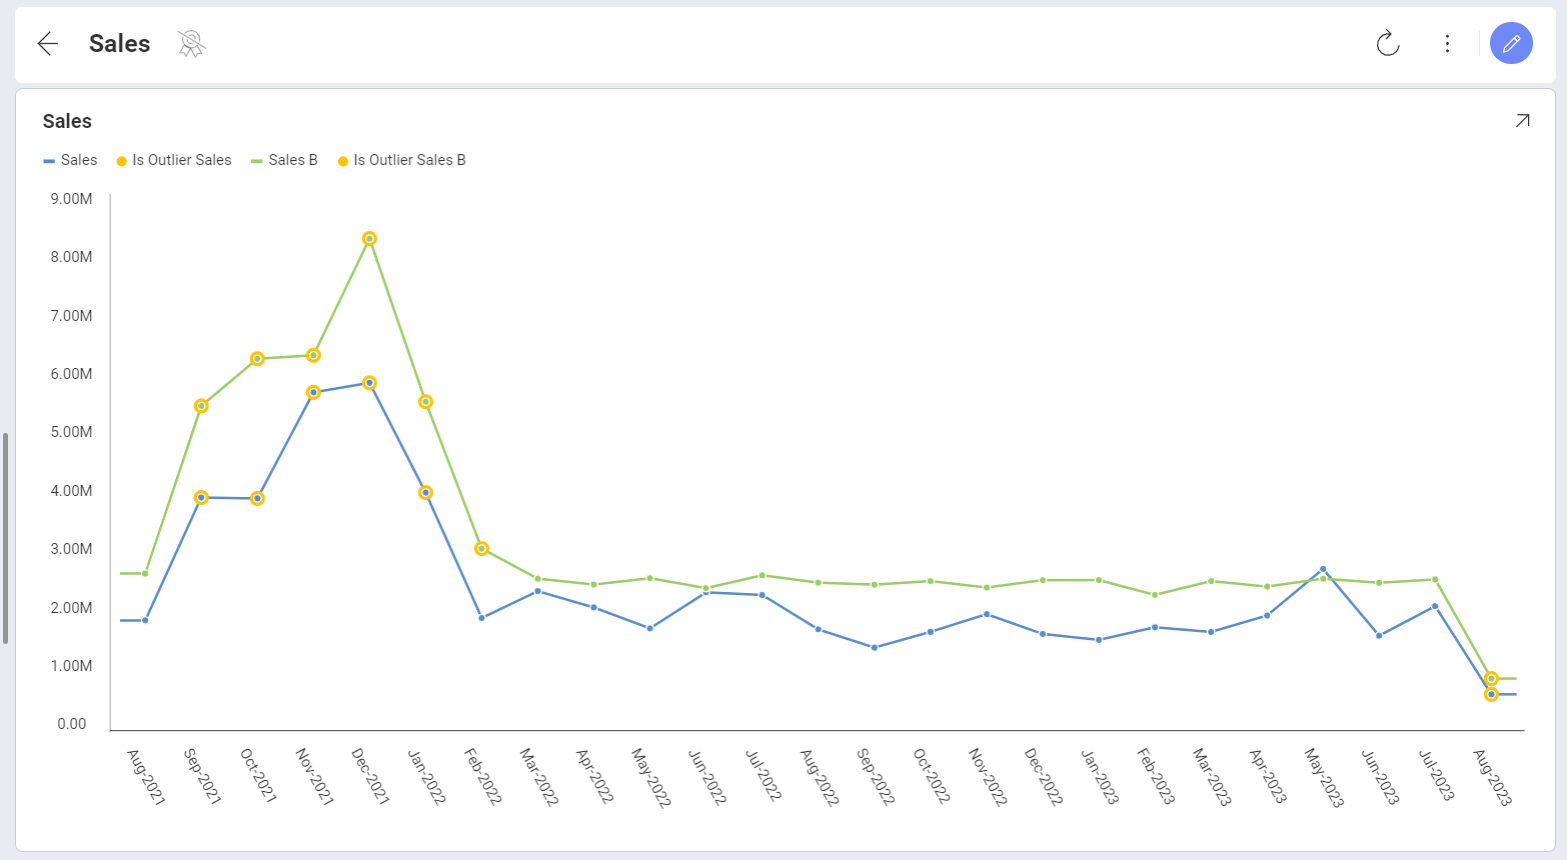 Sales
Sales
Sales Is Outlier Sales Sales B Is Outlier Sales B
9.00M
8.00M
7.00M
6.00M
5.00M
4.00M
3.00M
2.00M
1.00M
0.00
Aug-2021
Sep-2021
Oct-2021
Nov-2021
Dec-2021
Jan-2022
Feb-2022
Mar-2022
Apr-2022
May-2022
Jun-2022
Jul-2022
Aug-2022
Sep-2022
Oct-2022
Nov-2022
Dec-2022
Jan-2023
Feb-2023
Mar-2023
Apr-2023
May-2023
Jun-2023
Jul-2023
Aug-2023